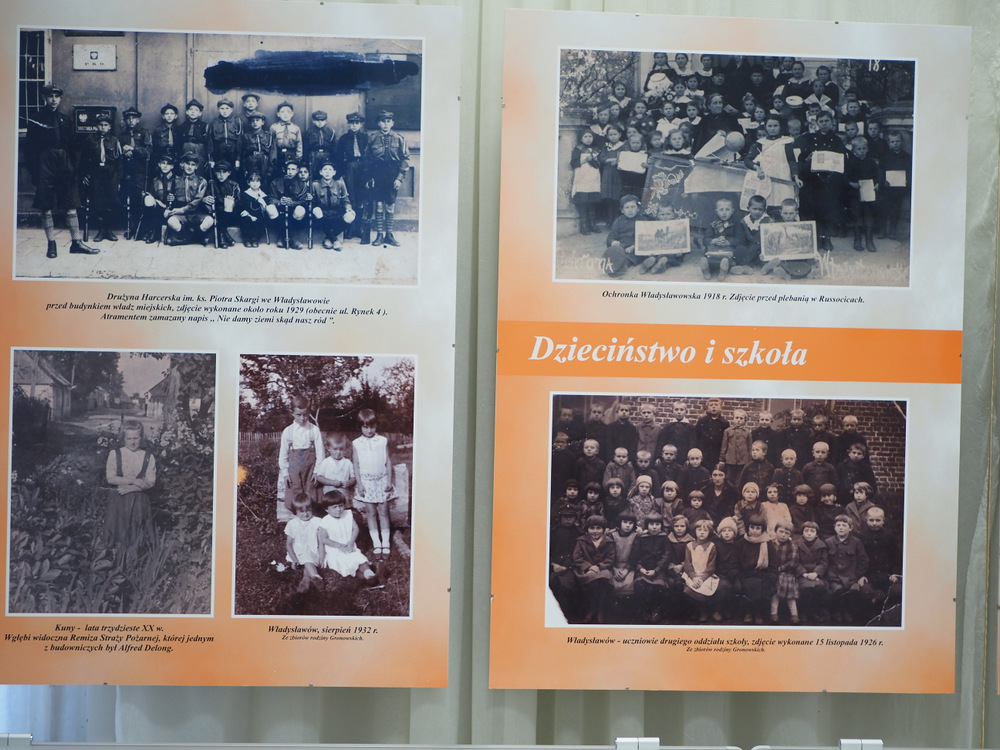 Drużyna Harcerska im. ks. Piotra Skargi we Władysławowie
przed budynkiem władz miejskich, zdjęcie wykonane około roku 1929 (obecnie ul. Rynek 4 ).
Atramentem zamazany napis ,, Nie damy ziemi skąd nasz ród ”.
Kuny - lata trzydzieste XX w.
Wgłębi widoczna Remiza Straży Pożarnej, której jednym
z budowniczych był Alfred Delong.
Władysławów, sierpień 1932 r.
Ze zbiorów rodziny Gronowskich.
18
Ochronka Władysławowska 1918 r. Zdjęcie przed plebanią w Russocicach.
Dzieciństwo i szkoła
Władysławów - uczniowie drugiego oddziału szkoły, zdjęcie wykonane 15 listopada 1926 r.
Ze zbiorów rodziny Gronowskich.